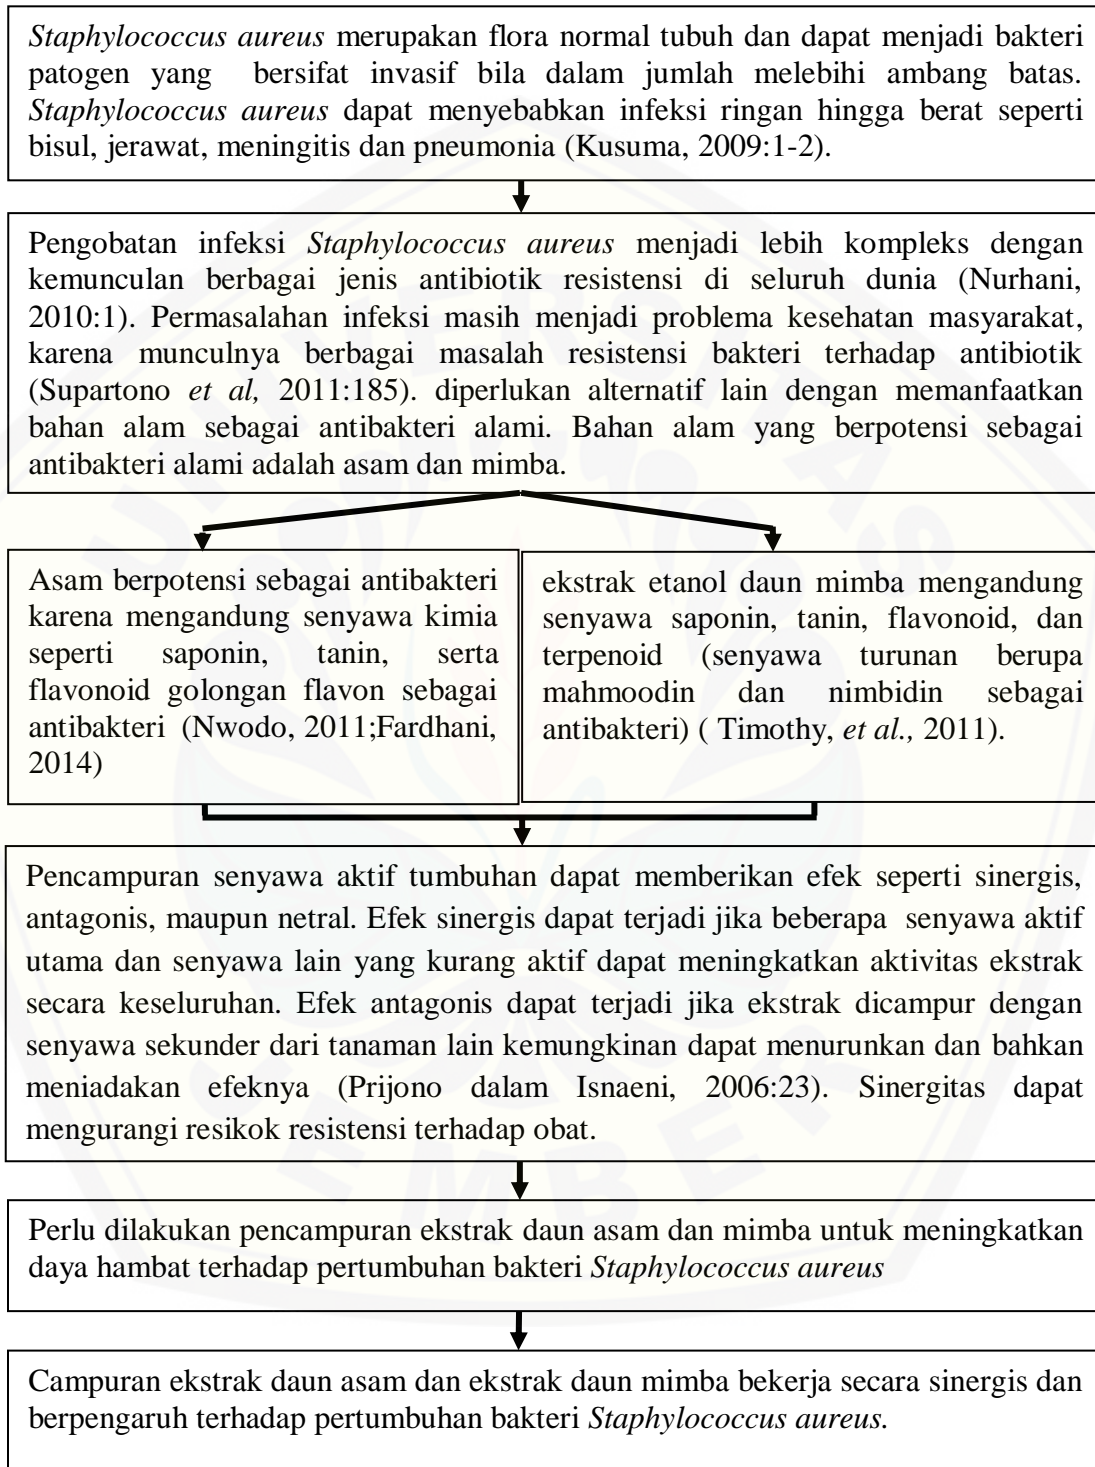 Staphylococcus aureus merupakan flora normal tubuh dan dapat menjadi bakteri
patogen yang bersifat invasif bila dalam jumlah melebihi ambang batas.
Staphylococcus aureus dapat menyebabkan infeksi ringan hingga berat seperti
bisul, jerawat, meningitis dan pneumonia (Kusuma, 2009:1-2).
Pengobatan infeksi Staphylococcus aureus menjadi lebih kompleks dengan
kemunculan berbagai jenis antibiotik resistensi di seluruh dunia (Nurhani,
2010:1). Permasalahan infeksi masih menjadi problema kesehatan masyarakat,
karena munculnya berbagai masalah resistensi bakteri terhadap antibiotik
(Supartono et al, 2011:185). diperlukan alternatif lain dengan memanfaatkan
bahan alam sebagai antibakteri alami. Bahan alam yang berpotensi sebagai
antibakteri alami adalah asam dan mimba.
Asam berpotensi sebagai antibakteri
karena mengandung senyawa kimia
seperti saponin, tanin, serta
flavonoid golongan flavon sebagai
antibakteri (Nwodo, 2011;Fardhani,
2014)
ekstrak etanol daun mimba mengandung
senyawa saponin, tanin, flavonoid, dan
terpenoid (senyawa turunan berupa
mahmoodin dan nimbidin sebagai
antibakteri) ( Timothy, et al., 2011).
Pencampuran senyawa aktif tumbuhan dapat memberikan efek seperti sinergis,
antagonis, maupun netral. Efek sinergis dapat terjadi jika beberapa senyawa aktif
utama dan senyawa lain yang kurang aktif dapat meningkatkan aktivitas ekstrak
secara keseluruhan. Efek antagonis dapat terjadi jika ekstrak dicampur dengan
senyawa sekunder dari tanaman lain kemungkinan dapat menurunkan dan bahkan
meniadakan efeknya (Prijono dalam Isnaeni, 2006:23). Sinergitas dapat
mengurangi resikok resistensi terhadap obat.
Perlu dilakukan pencampuran ekstrak daun asam dan mimba untuk meningkatkan
daya hambat terhadap pertumbuhan bakteri Staphylococcus aureus
Campuran ekstrak daun asam dan ekstrak daun mimba bekerja secara sinergis dan
berpengaruh terhadap pertumbuhan bakteri Staphylococcus aureus.
UNIVERSITAS
JEMBER